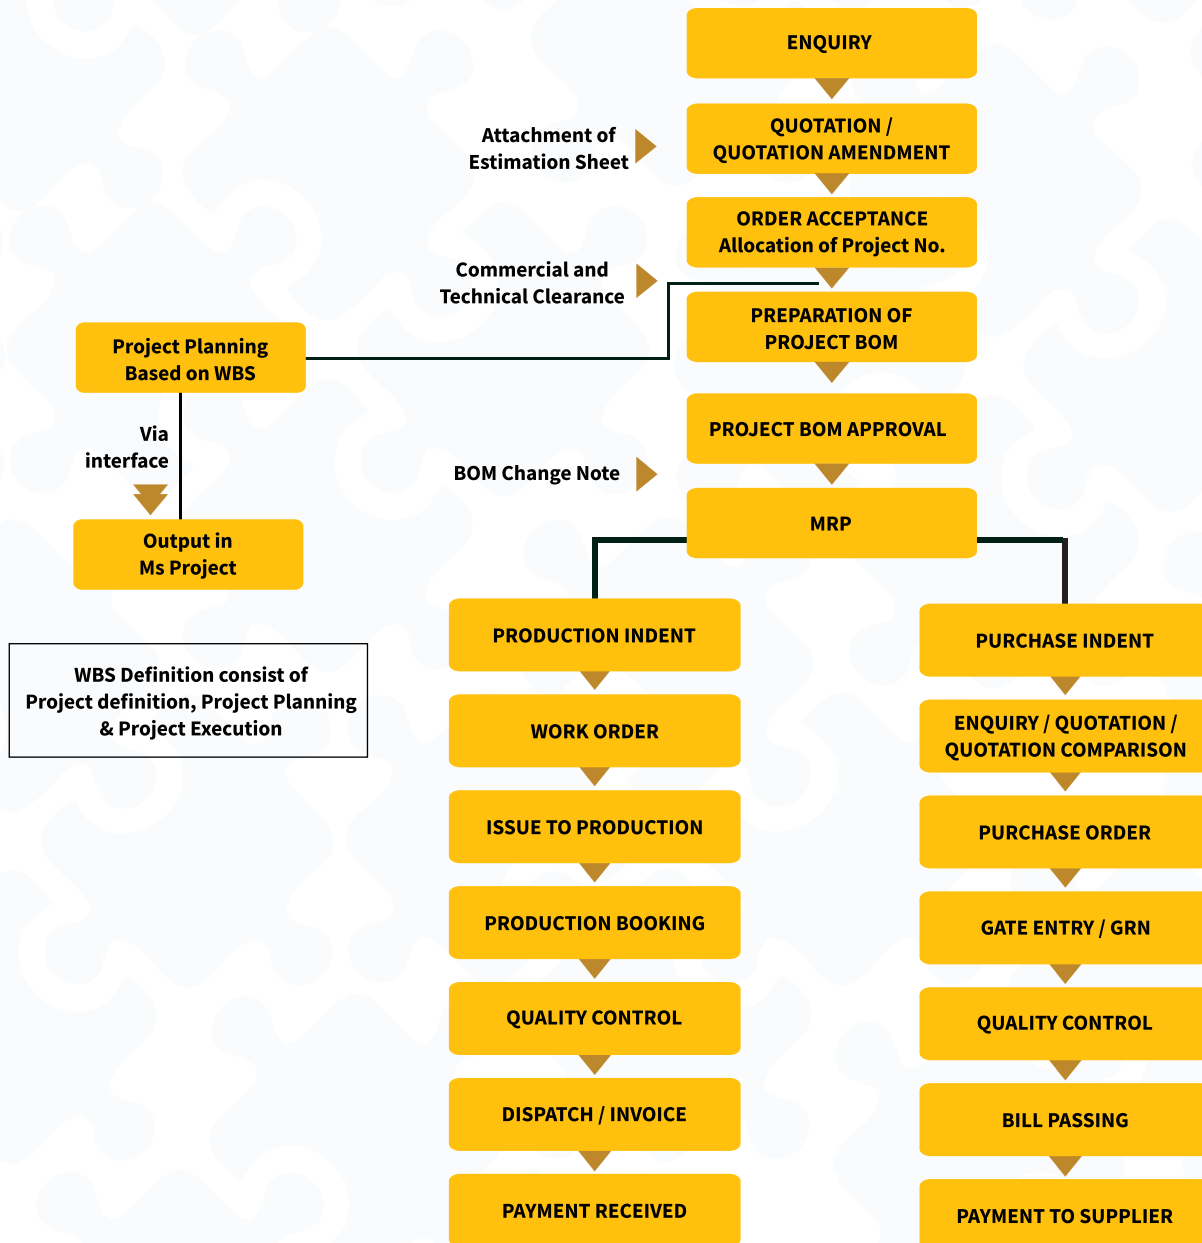 ENQUIRY
Attachment of
Estimation Sheet
QUOTATION /
QUOTATION AMENDMENT
ORDER ACCEPTANCE
Allocation of Project No.
Commercial and
Technical Clearance
PREPARATION OF
PROJECT BOM
Project Planning
Based on WBS
PROJECT BOM APPROVAL
Via
interface
BOM Change Note
MRP
Output in
Ms Project
PRODUCTION INDENT
PURCHASE INDENT
WBS Definition consist of
Project definition, Project Planning
& Project Execution
WORK ORDER
ENQUIRY / QUOTATION /
QUOTATION COMPARISON
ISSUE TO PRODUCTION
PURCHASE ORDER
PRODUCTION BOOKING
GATE ENTRY / GRN
QUALITY CONTROL
QUALITY CONTROL
DISPATCH / INVOICE
BILL PASSING
PAYMENT RECEIVED
PAYMENT TO SUPPLIER